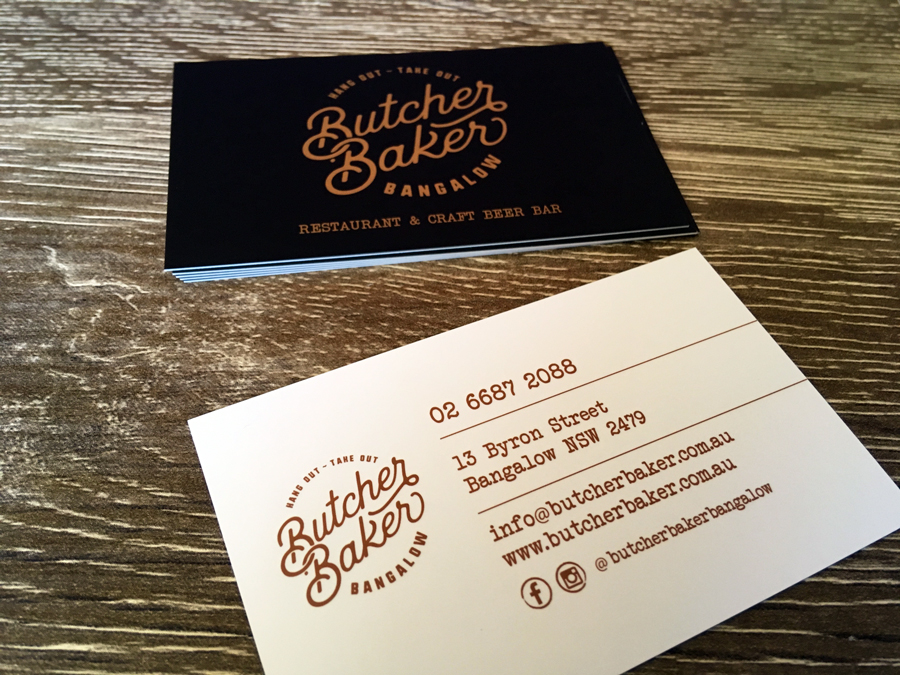 HANG OUT - TAKE OUT
Butcher
Baker
BANGALOW
RESTAURANT & CRAFT BEER BAR
02 6687 2088
13 Byron Street
Bangalow NSW 2479
info@butcherbaker.com.au
www.butcherbaker.com.au
@butcherbakerbangalow
HANG OUT - TAKE OUT
Butcher
Baker
BANGALOW